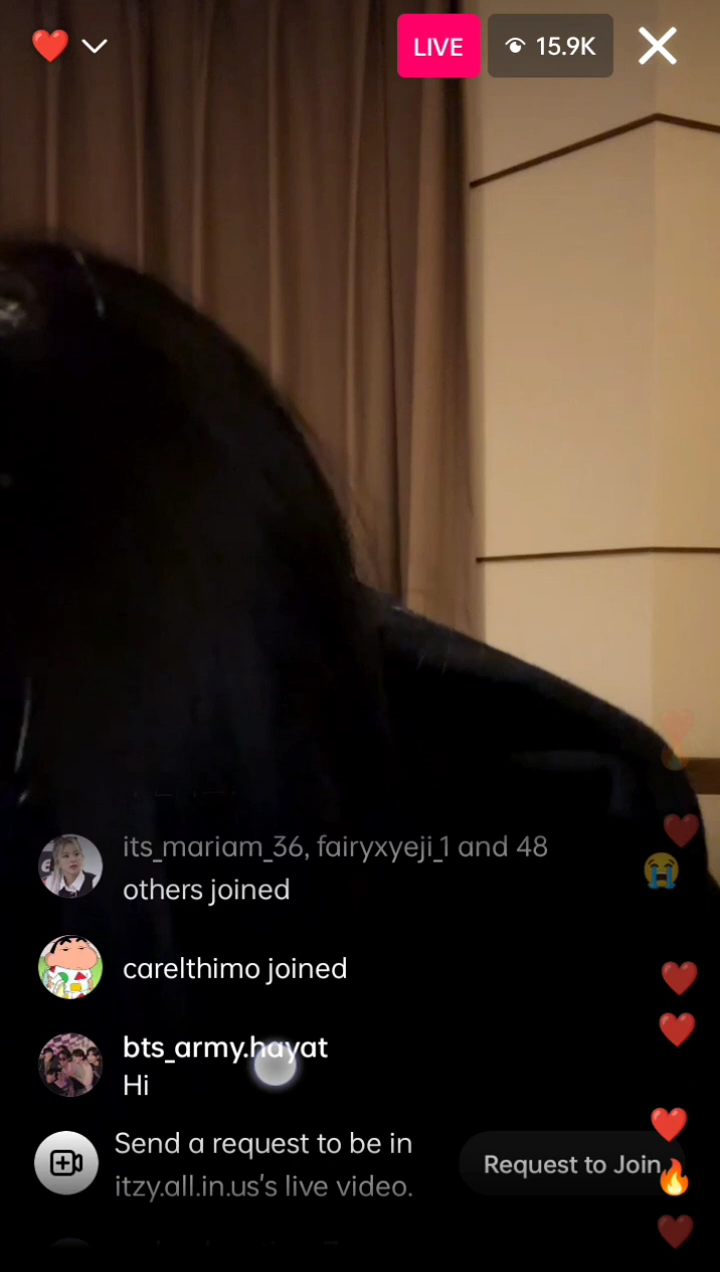 LIVE
15.9K
its_mariam_36, fairyxyeji_1 and 48
others joined
carelthimo joined
bts_army.hayat
Hi
Send a request to be in
itzy.all.in.us's live video.
Request to Join